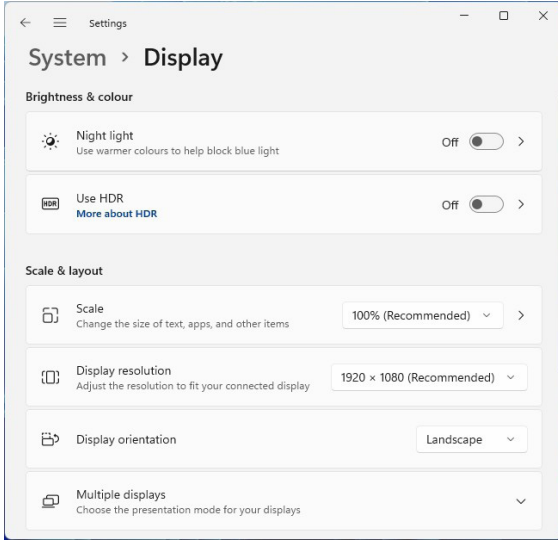 Settings
System > Display
Brightness & colour
Night light
Use warmer colours to help block blue light
Off
HDR
Use HDR
More about HDR
Off
Scale & layout
Scale
Change the size of text, apps, and other items
100% (Recommended)
Display resolution
Adjust the resolution to fit your connected display
1920 × 1080 (Recommended)
Display orientation
Landscape
Multiple displays
Choose the presentation mode for your displays